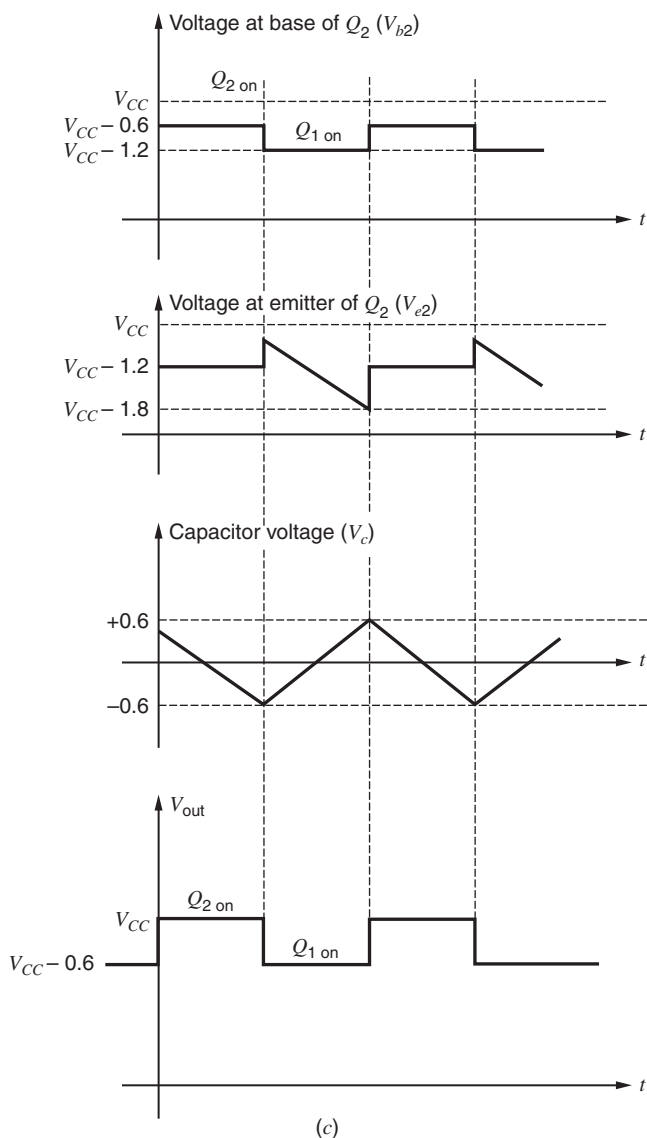 Voltage at base of Q2 (Vb2)
Q2 on
VCC
VCC – 0.6
Q1 on
VCC – 1.2
t
Voltage at emitter of Q2 (Ve2)
VCC
VCC – 1.2
VCC – 1.8
t
Capacitor voltage (Vc)
+0.6
t
–0.6
Vout
Q2 on
VCC
Q1 on
VCC – 0.6
t
(c)